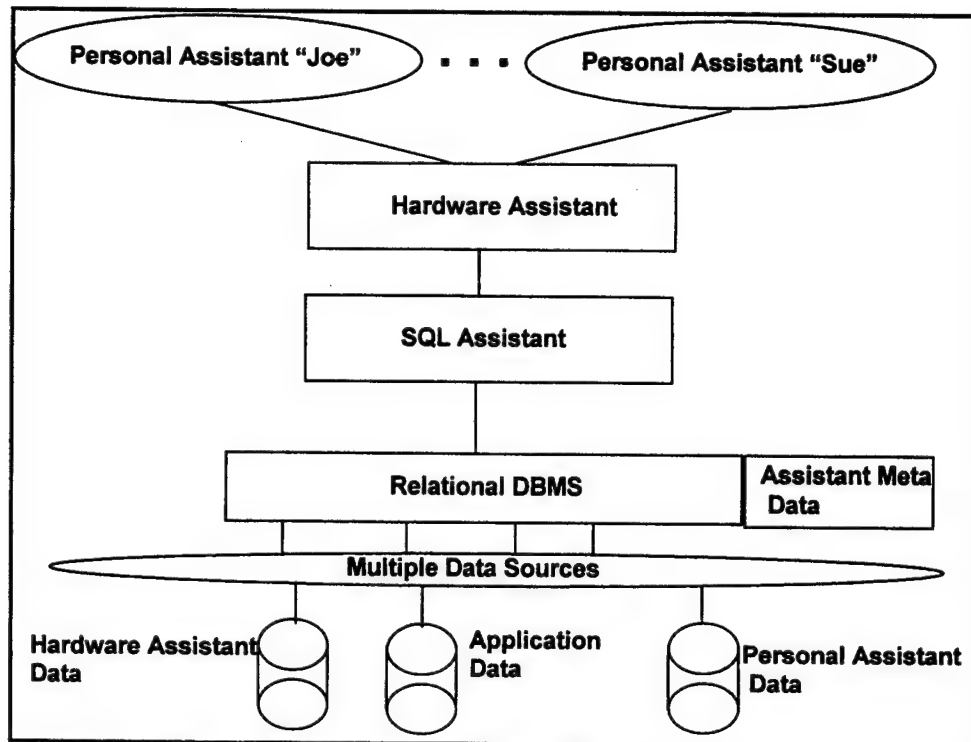 Personal Assistant “Joe”
. . .
Personal Assistant “Sue”
Hardware Assistant
SQL Assistant
Relational DBMS
Assistant Meta
Data
Multiple Data Sources
Hardware Assistant
Data
Application
Data
Personal Assistant
Data